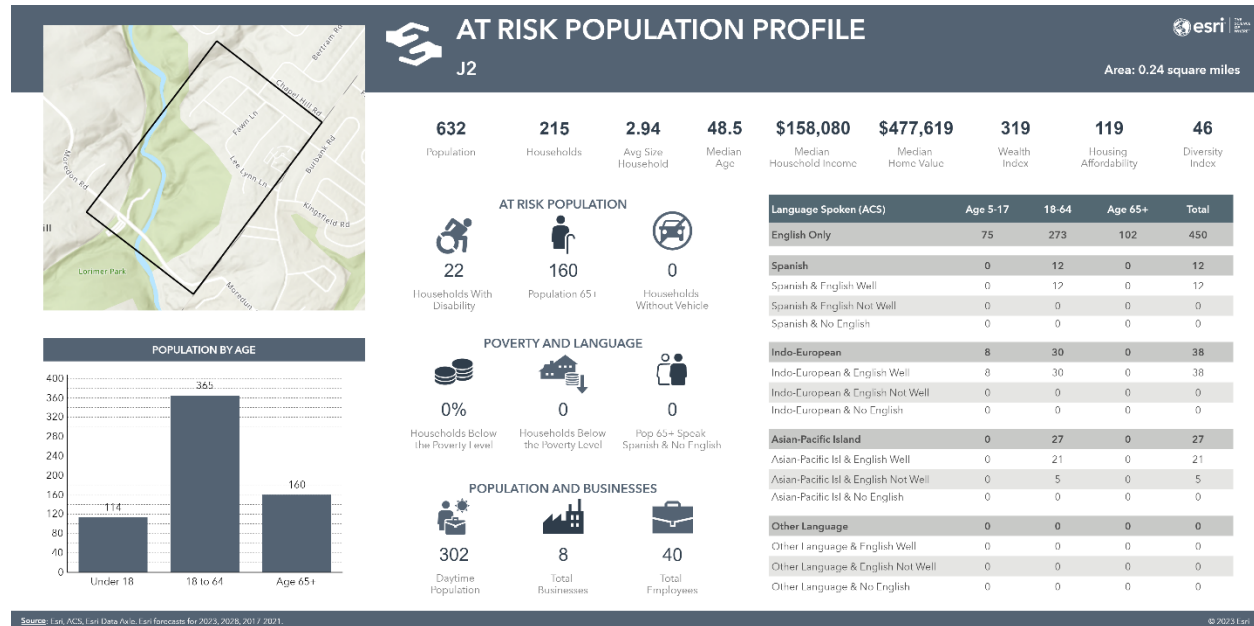 AT RISK POPULATION PROFILE
J2
esri
THE
SCIENCE
OF
WHERE
Area: 0.24 square miles
Bertram Rd
Chapel Hill Rd
Fawn Ln
Burbank Rd
Lee Lynn Ln
Moredon Rd
Kingsfield Rd
ill
Lorimer Park
Moredun
632 215 2.94 48.5 $158,080 $477,619 319 119 46
Population Households Avg Size Median Median Median Wealth Housing Diversity
Household Age Household Income Home Value Index Affordability Index
AT RISK POPULATION
22 160 0
Households With Population 65+ Households
Disability Without Vehicle
POVERTY AND LANGUAGE
0% 0 0
Households Below Households Below Pop 65+ Speak
the Poverty Level the Poverty Level Spanish & No English
POPULATION AND BUSINESSES
302 8 40
Daytime Total Total
Population Businesses Employees
POPULATION BY AGE
400
360
320
280
240
200
160
120
80
40
0
114 365 160
Under 18 18 to 64 Age 65+
Language Spoken (ACS) Age 5-17 18-64 Age 65+ Total
English Only 75 273 102 450
Spanish 0 12 0 12
Spanish & English Well 0 12 0 12
Spanish & English Not Well 0 0 0 0
Spanish & No English 0 0 0 0
Indo-European 8 30 0 38
Indo-European & English Well 8 30 0 38
Indo-European & English Not Well 0 0 0 0
Indo-European & No English 0 0 0 0
Asian-Pacific Island 0 27 0 27
Asian-Pacific Isl & English Well 0 21 0 21
Asian-Pacific Isl & English Not Well 0 5 0 5
Asian-Pacific Isl & No English 0 0 0 0
Other Language 0 0 0 0
Other Language & English Well 0 0 0 0
Other Language & English Not Well 0 0 0 0
Other Language & No English 0 0 0 0
Source: Esri, ACS, Esri-Data Axle. Esri forecasts for 2023, 2028, 2017-2021.
© 2023 Esri